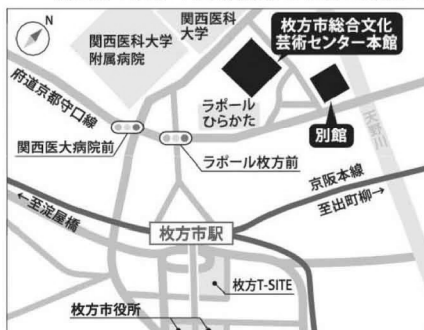 N
関西医科
大学
関西医科大学
附属病院
枚方市総合文化
芸術センター本館
府道京都守口線
ラポール
ひらかた
別館
天野川
関西医大病院前
ラポール枚方前
京阪本線
至出町柳→
←至淀屋橋
枚方市駅
枚方T-SITE
枚方市役所